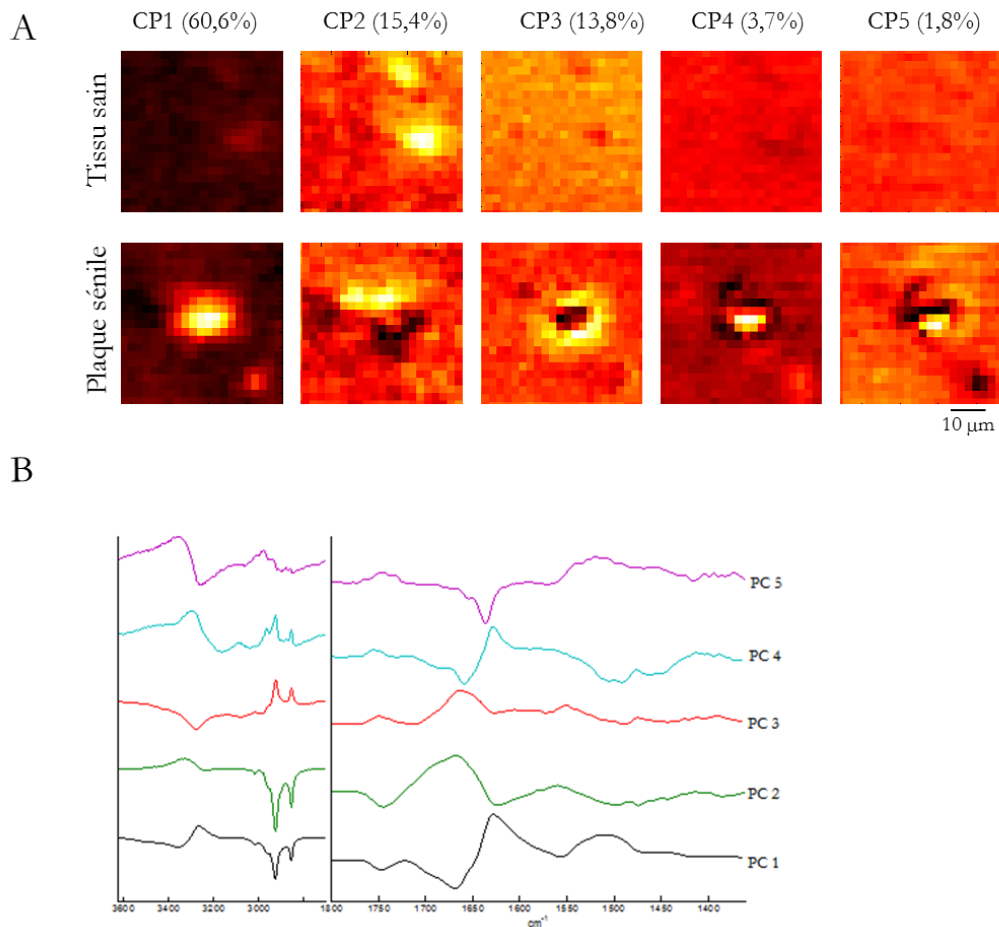 A
CP1 (60,6%) CP2 (15,4%) CP3 (13,8%) CP4 (3,7%) CP5 (1,8%)
Tissu sain
Plaque sénile
10 µm
B
PC 5
PC 4
PC 3
PC 2
PC 1
3600 3200 3000 2800 1800 1750 1700 1650 1600 1550 1500 1450 1400
cm-1